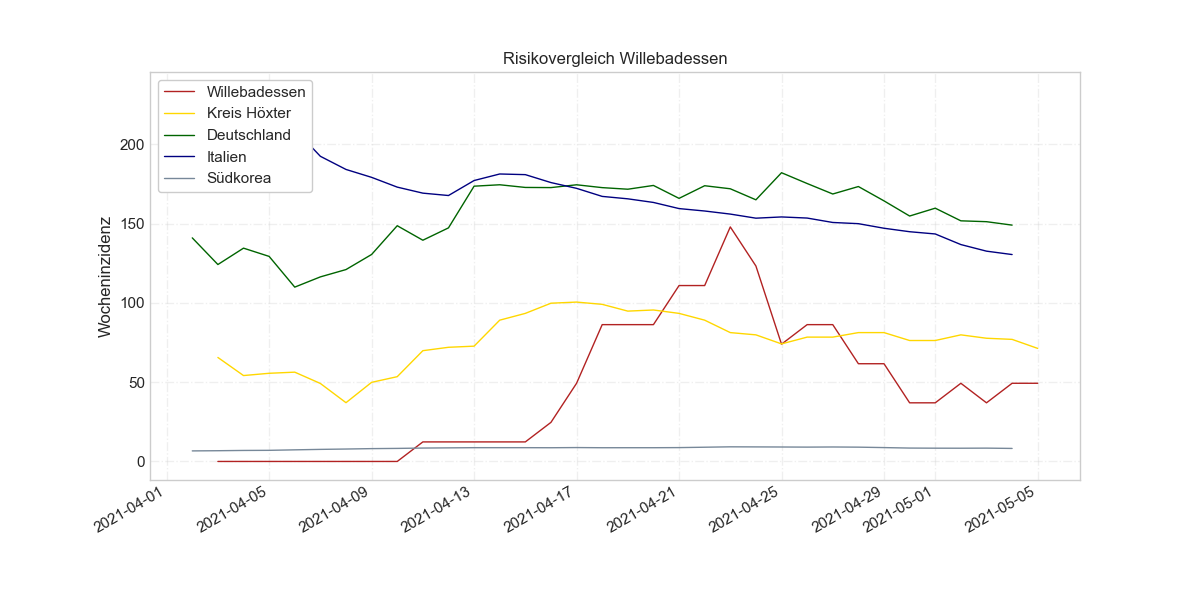 Risikovergleich Willebadessen
Willebadessen
Kreis Höxter
Deutschland
Italien
Südkorea
Wocheninzidenz
200
150
100
50
0
2021-04-01
2021-04-05
2021-04-09
2021-04-13
2021-04-17
2021-04-21
2021-04-25
2021-04-29
2021-05-01
2021-05-05